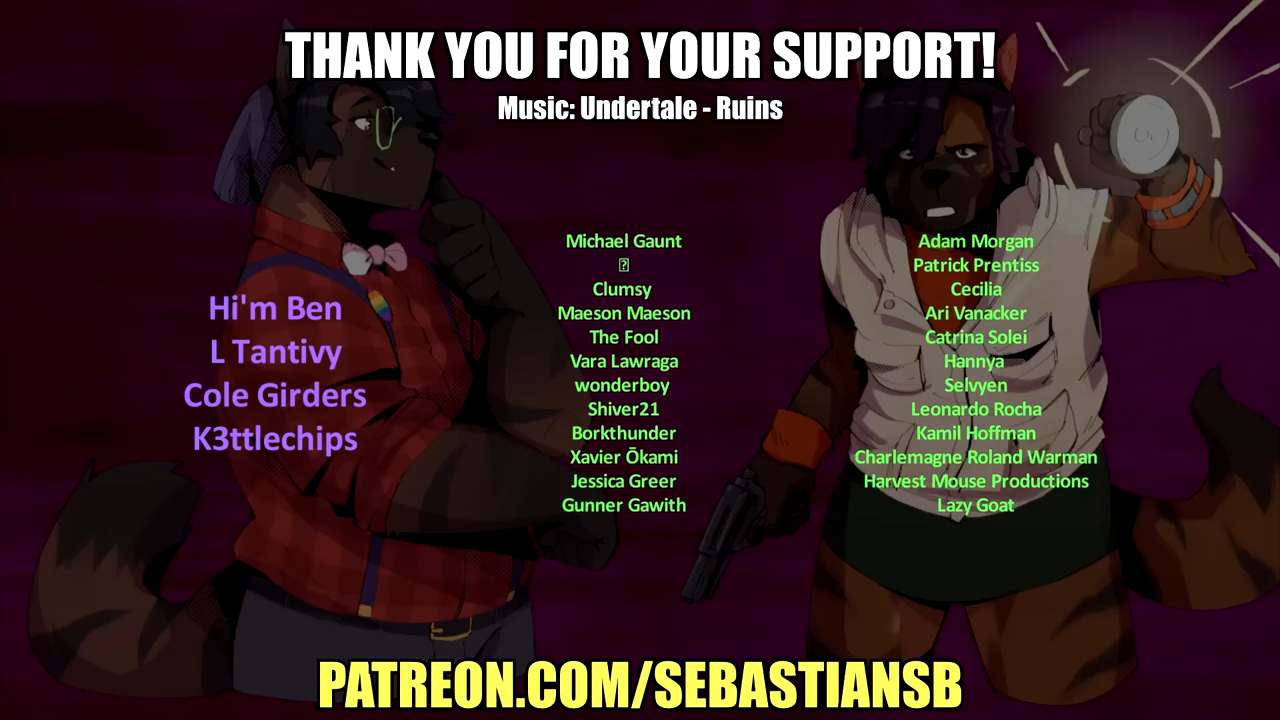 THANK YOU FOR YOUR SUPPORT!
Music: Undertale - Ruins
Hi'm Ben
L Tantivy
Cole Girders
K3ttlechips
Michael Gaunt
Clumsy
Maeson Maeson
The Fool
Vara Lawraga
wonderboy
Shiver21
Borkthunder
Xavier Ōkami
Jessica Greer
Gunner Gawith
Adam Morgan
Patrick Prentiss
Cecilia
Ari Vanacker
Catrina Solei
Hannya
Selvyen
Leonardo Rocha
Kamil Hoffman
Charlemagne Roland Warman
Harvest Mouse Productions
Lazy Goat
PATREON.COM/SEBASTIANSB